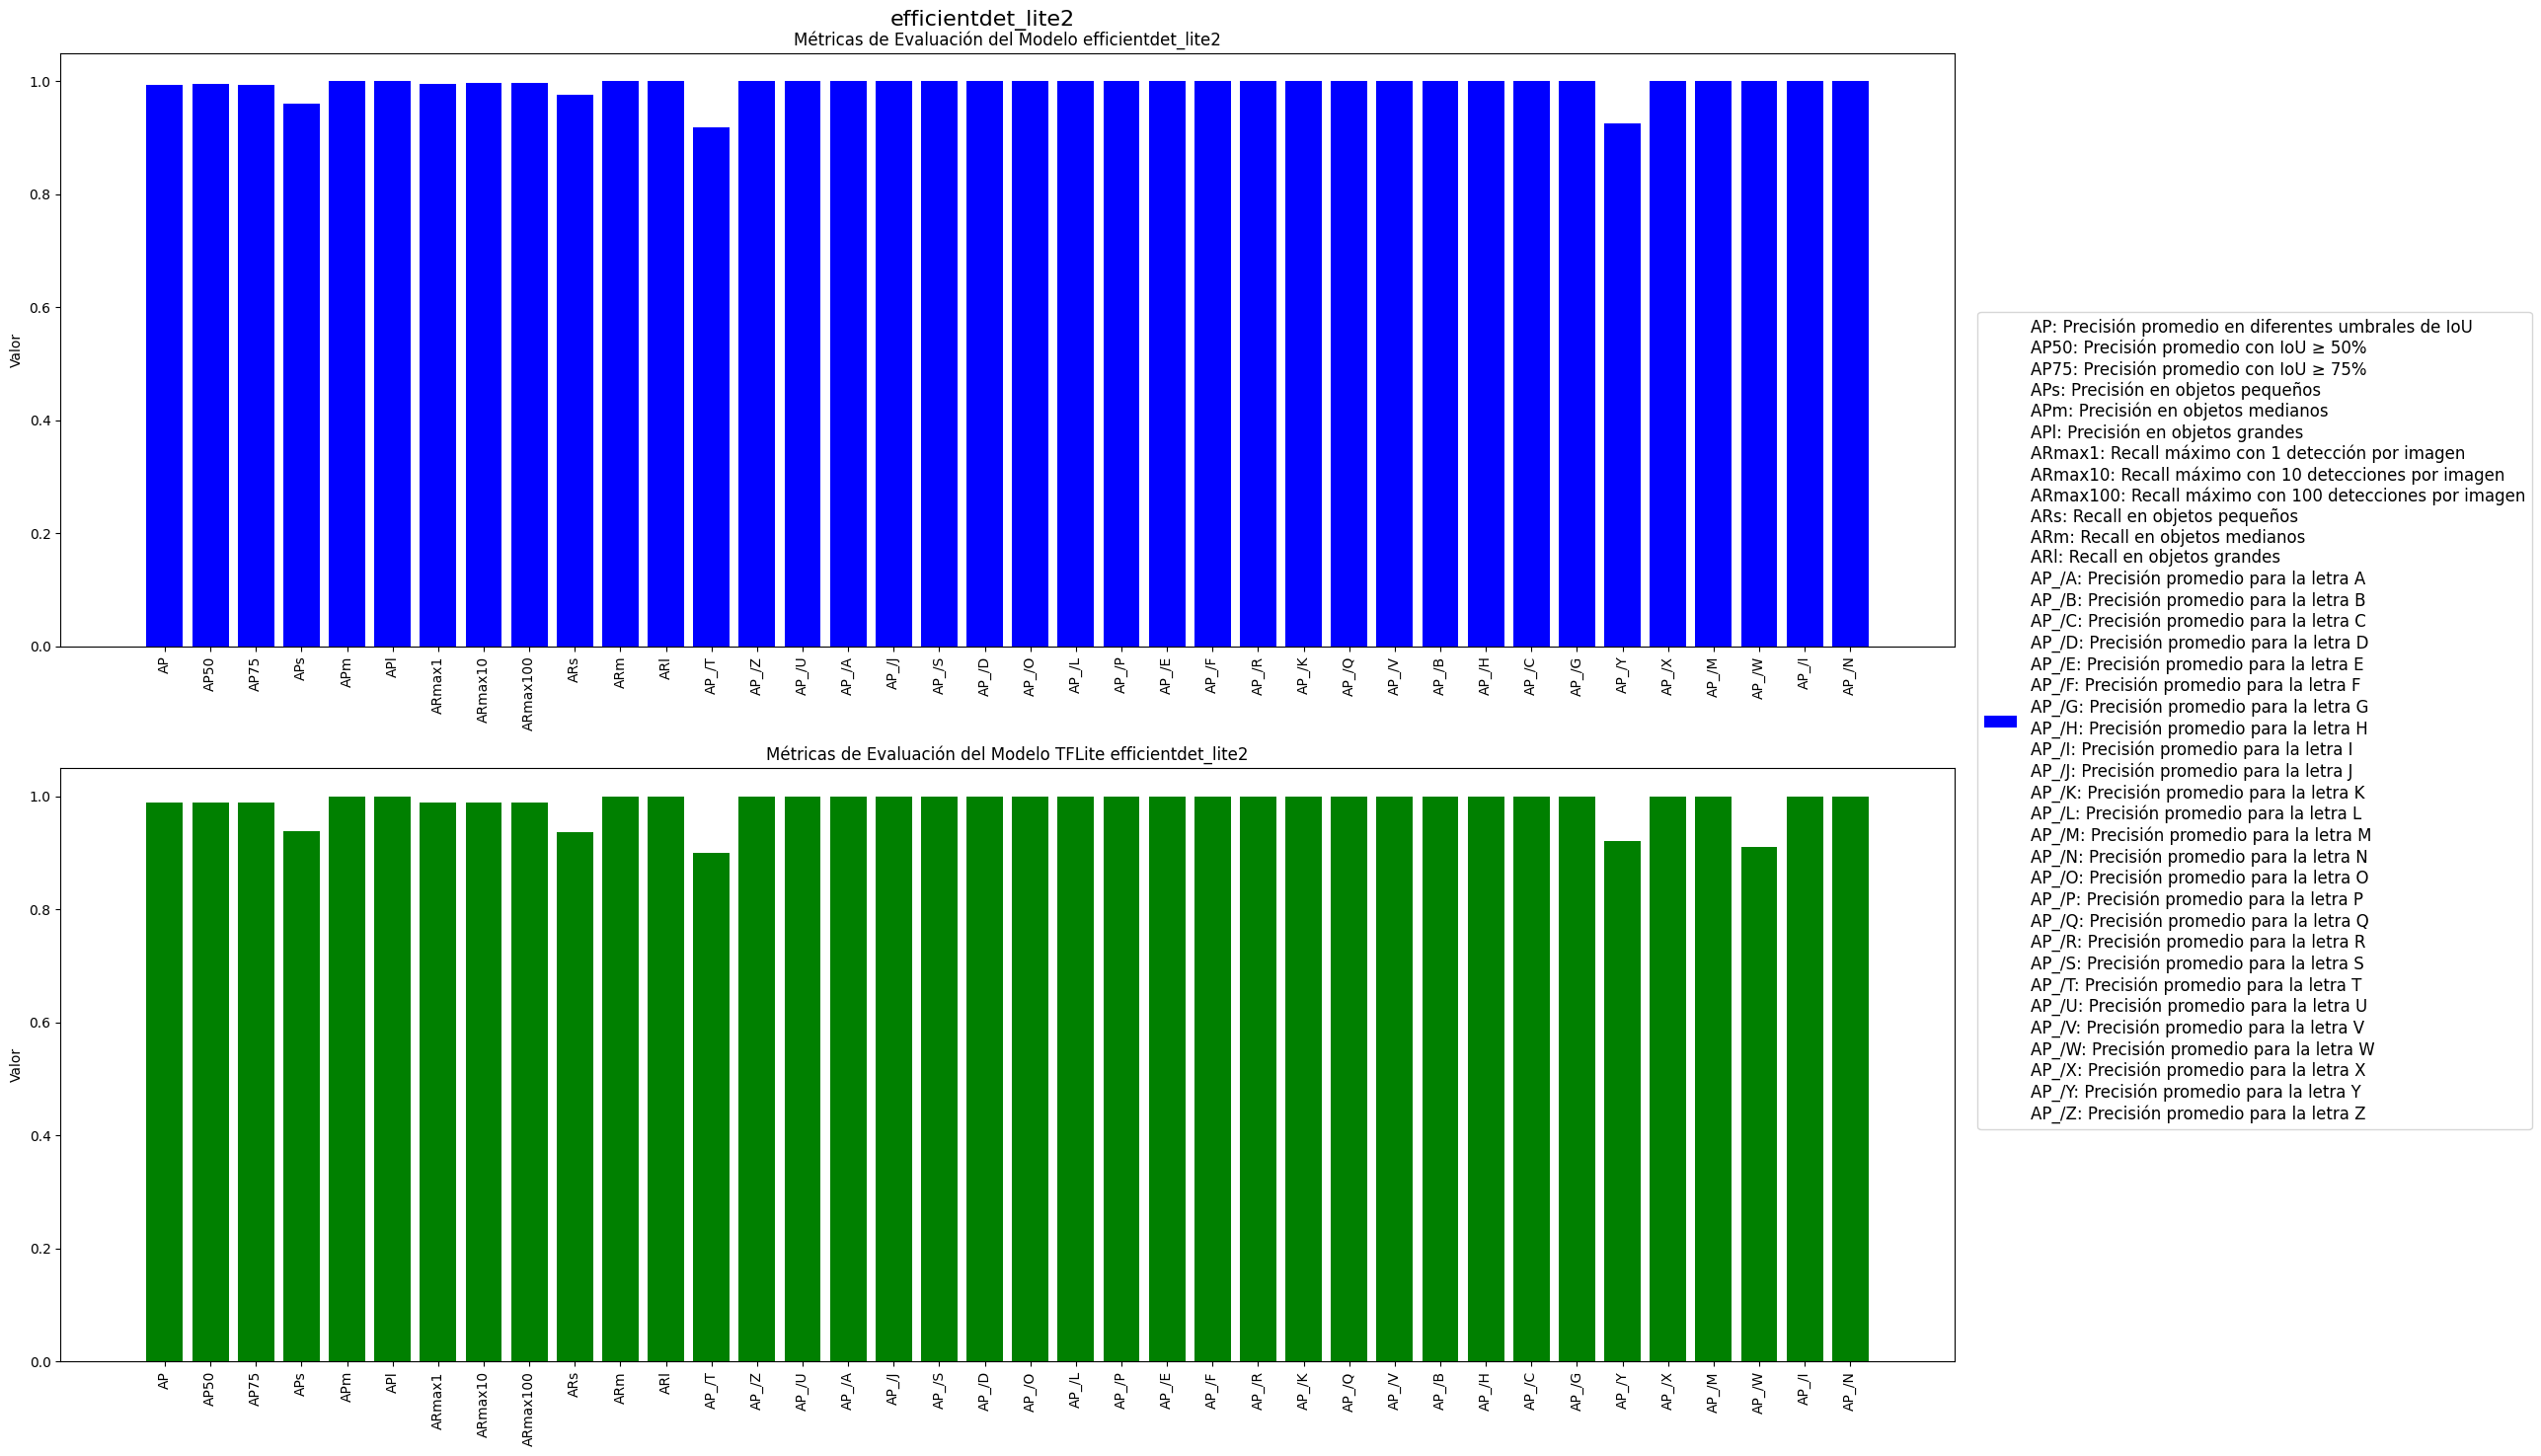 efficientdet_lite2
Métricas de Evaluación del Modelo efficientdet_lite2
1.0
0.8
0.6
0.4
0.2
0.0
Valor
AP AP50 AP75 APs APm APl ARmax1 ARmax10 ARmax100 ARs ARm ARl AP_/T AP_/Z AP_/U AP_/A AP_/J AP_/S AP_/D AP_/O AP_/L AP_/P AP_/E AP_/F AP_/R AP_/K AP_/Q AP_/V AP_/B AP_/H AP_/C AP_/G AP_/Y AP_/X AP_/M AP_/W AP_/I AP_/N
Métricas de Evaluación del Modelo TFLite efficientdet_lite2
1.0
0.8
0.6
0.4
0.2
0.0
Valor
AP AP50 AP75 APs APm APl ARmax1 ARmax10 ARmax100 ARs ARm ARl AP_/T AP_/Z AP_/U AP_/A AP_/J AP_/S AP_/D AP_/O AP_/L AP_/P AP_/E AP_/F AP_/R AP_/K AP_/Q AP_/V AP_/B AP_/H AP_/C AP_/G AP_/Y AP_/X AP_/M AP_/W AP_/I AP_/N
AP: Precisión promedio en diferentes umbrales de IoU
AP50: Precisión promedio con IoU ≥ 50%
AP75: Precisión promedio con IoU ≥ 75%
APs: Precisión en objetos pequeños
APm: Precisión en objetos medianos
APl: Precisión en objetos grandes
ARmax1: Recall máximo con 1 detección por imagen
ARmax10: Recall máximo con 10 detecciones por imagen
ARmax100: Recall máximo con 100 detecciones por imagen
ARs: Recall en objetos pequeños
ARm: Recall en objetos medianos
ARl: Recall en objetos grandes
AP_/A: Precisión promedio para la letra A
AP_/B: Precisión promedio para la letra B
AP_/C: Precisión promedio para la letra C
AP_/D: Precisión promedio para la letra D
AP_/E: Precisión promedio para la letra E
AP_/F: Precisión promedio para la letra F
AP_/G: Precisión promedio para la letra G
AP_/H: Precisión promedio para la letra H
AP_/I: Precisión promedio para la letra I
AP_/J: Precisión promedio para la letra J
AP_/K: Precisión promedio para la letra K
AP_/L: Precisión promedio para la letra L
AP_/M: Precisión promedio para la letra M
AP_/N: Precisión promedio para la letra N
AP_/O: Precisión promedio para la letra O
AP_/P: Precisión promedio para la letra P
AP_/Q: Precisión promedio para la letra Q
AP_/R: Precisión promedio para la letra R
AP_/S: Precisión promedio para la letra S
AP_/T: Precisión promedio para la letra T
AP_/U: Precisión promedio para la letra U
AP_/V: Precisión promedio para la letra V
AP_/W: Precisión promedio para la letra W
AP_/X: Precisión promedio para la letra X
AP_/Y: Precisión promedio para la letra Y
AP_/Z: Precisión promedio para la letra Z